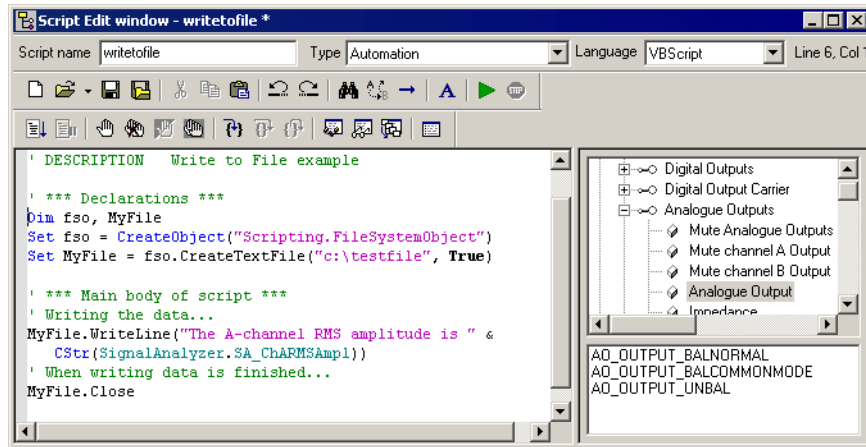 Script Edit window - writetofile *
Script name writetofile Type Automation Language VBScript Line 6, Col
' DESCRIPTION Write to File example
' *** Declarations ***
Dim fso, MyFile
Set fso = CreateObject("Scripting.FileSystemObject")
Set MyFile = fso.CreateTextFile("c:\testfile", True)
' *** Main body of script ***
' Writing the data...
MyFile.WriteLine("The A-channel RMS amplitude is " &
CStr(SignalAnalyzer.SA_ChARMSAmpl))
' When writing data is finished...
MyFile.Close
Digital Outputs
Digital Output Carrier
Analogue Outputs
Mute Analogue Outputs
Mute channel A Output
Mute channel B Output
Analogue Output
Impedance
AO_OUTPUT_BALNORMAL
AO_OUTPUT_BALCOMMONMODE
AO_OUTPUT_UNBAL